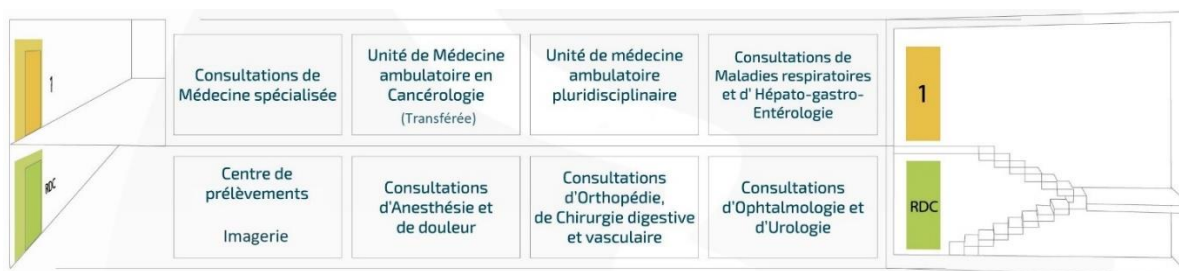 1
Consultations de
Médecine spécialisée
Unité de Médecine
ambulatoire en
Cancérologie
(Transférée)
Unité de médecine
ambulatoire
pluridisciplinaire
Consultations de
Maladies respiratoires
et d' Hépato-gastro-
Entérologie
1
RDC
Centre de
prélèvements
Imagerie
Consultations
d'Anesthésie et
de douleur
Consultations
d'Orthopédie,
de Chirurgie digestive
et vasculaire
Consultations
d'Ophtalmologie et
d'Urologie
RDC